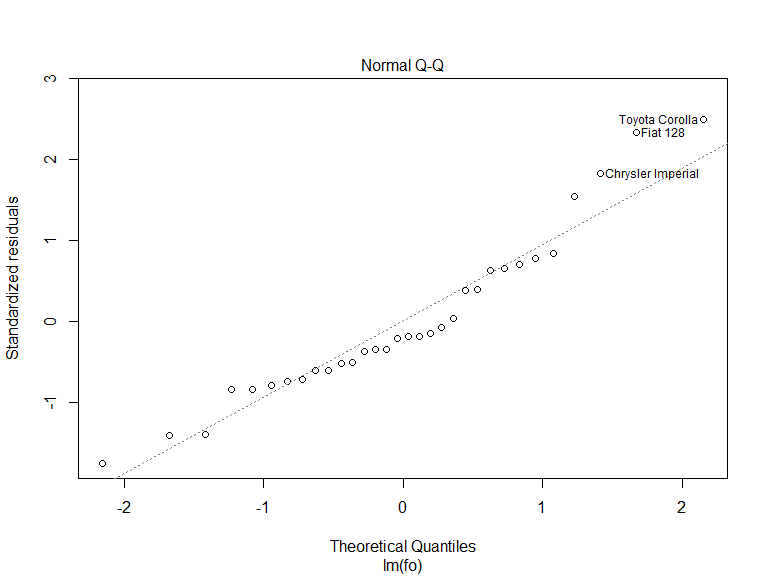 Normal Q-Q
3
2
1
0
-1
Standardized residuals
Toyota Corolla
Fiat 128
Chrysler Imperial
-2
-1
0
1
2
Theoretical Quantiles
lm(fo)